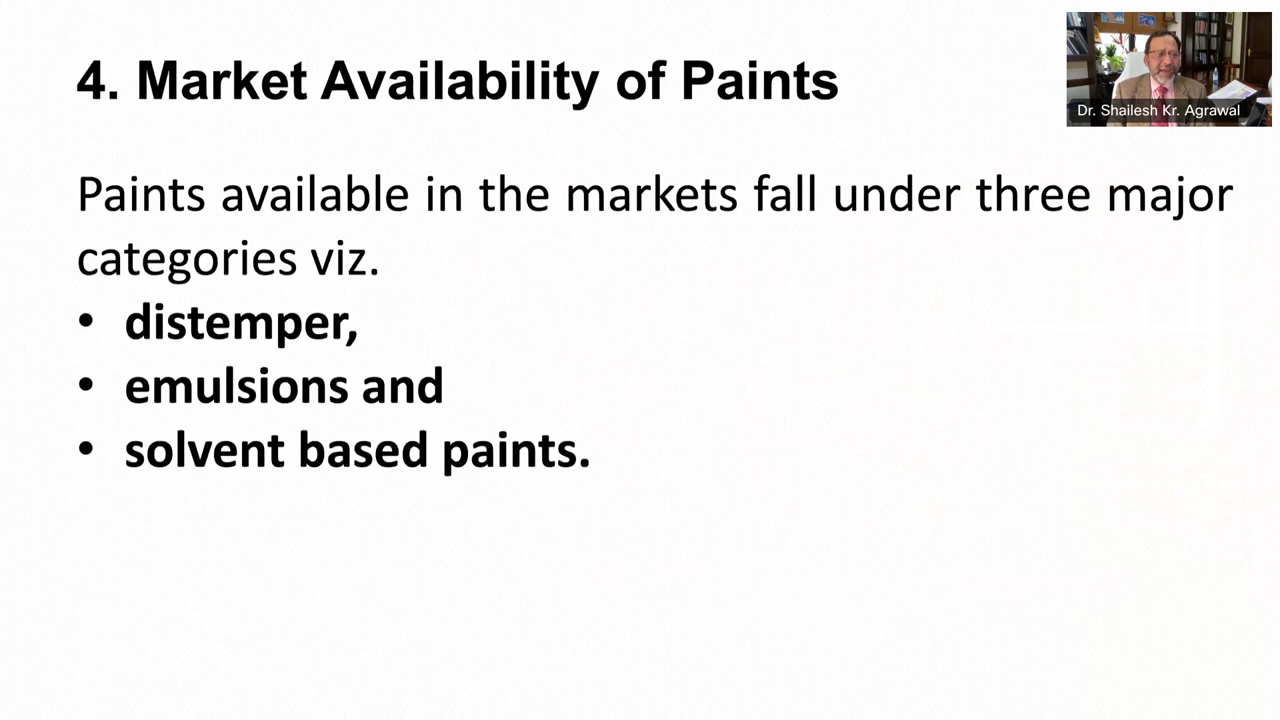 4. Market Availability of Paints
Dr. Shailesh Kr. Agrawal
Paints available in the markets fall under three major
categories viz.
• distemper,
• emulsions and
• solvent based paints.